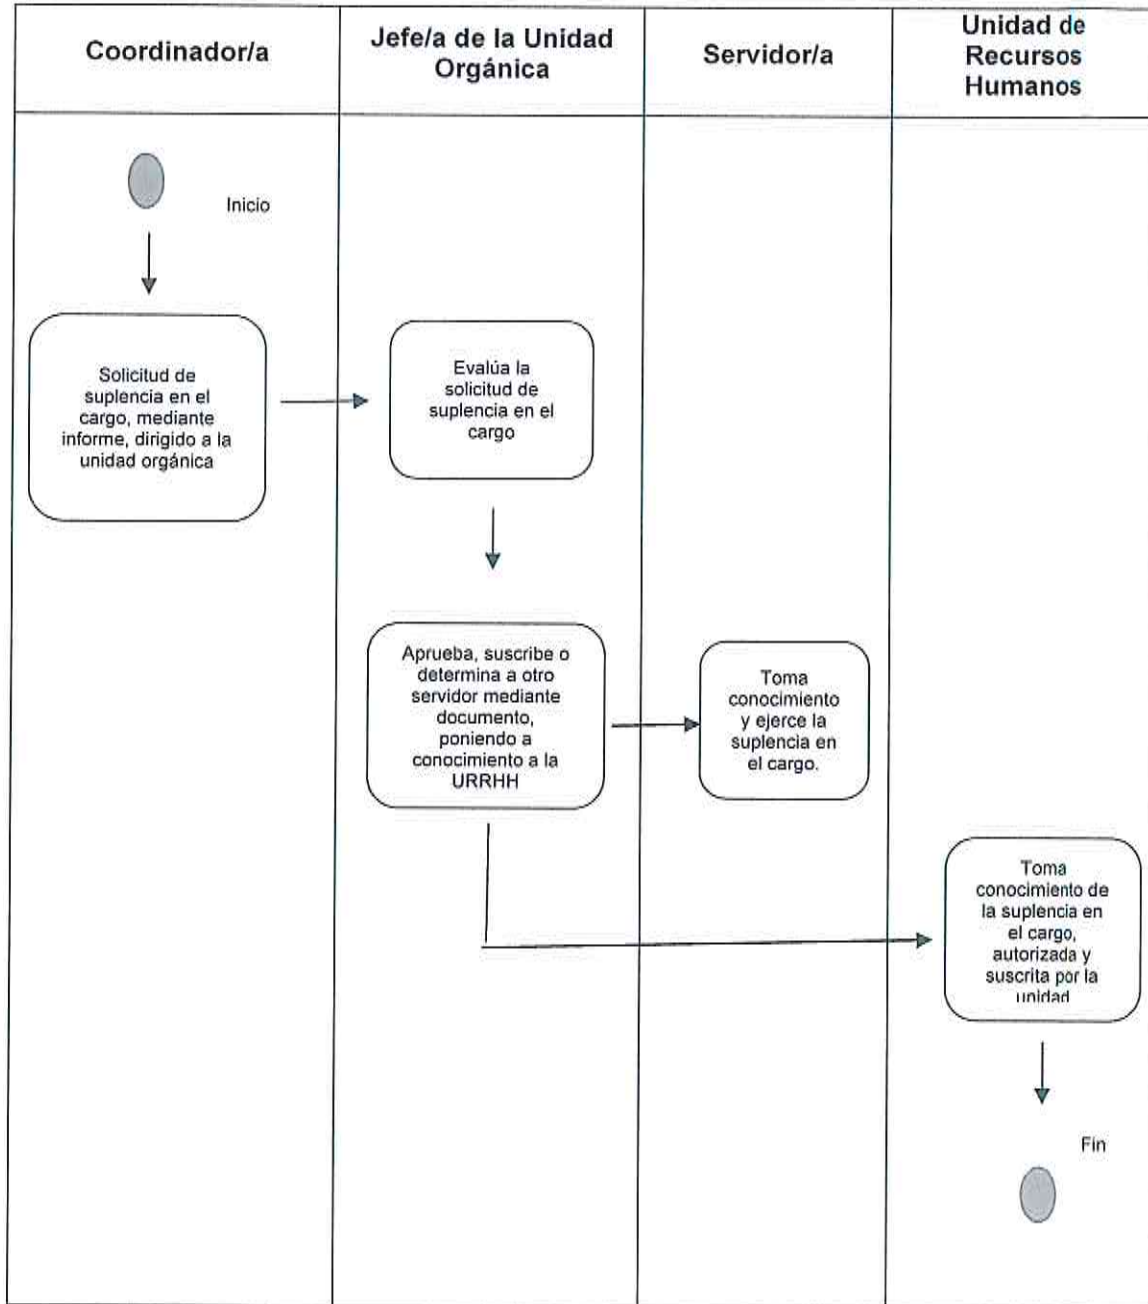 Coordinador/a
Jefe/a de la Unidad
Orgánica
Servidor/a
Unidad de
Recursos
Humanos
Inicio
Solicitud de
suplencia en el
cargo, mediante
informe, dirigido a la
unidad orgánica
Evalúa la
solicitud de
suplencia en el
cargo
Aprueba, suscribe o
determina a otro
servidor mediante
documento,
poniendo a
conocimiento a la
URRHH
Toma
conocimiento
y ejerce la
suplencia en
el cargo.
Toma
conocimiento de
la suplencia en
el cargo,
autorizada y
suscrita por la
unidad
Fin